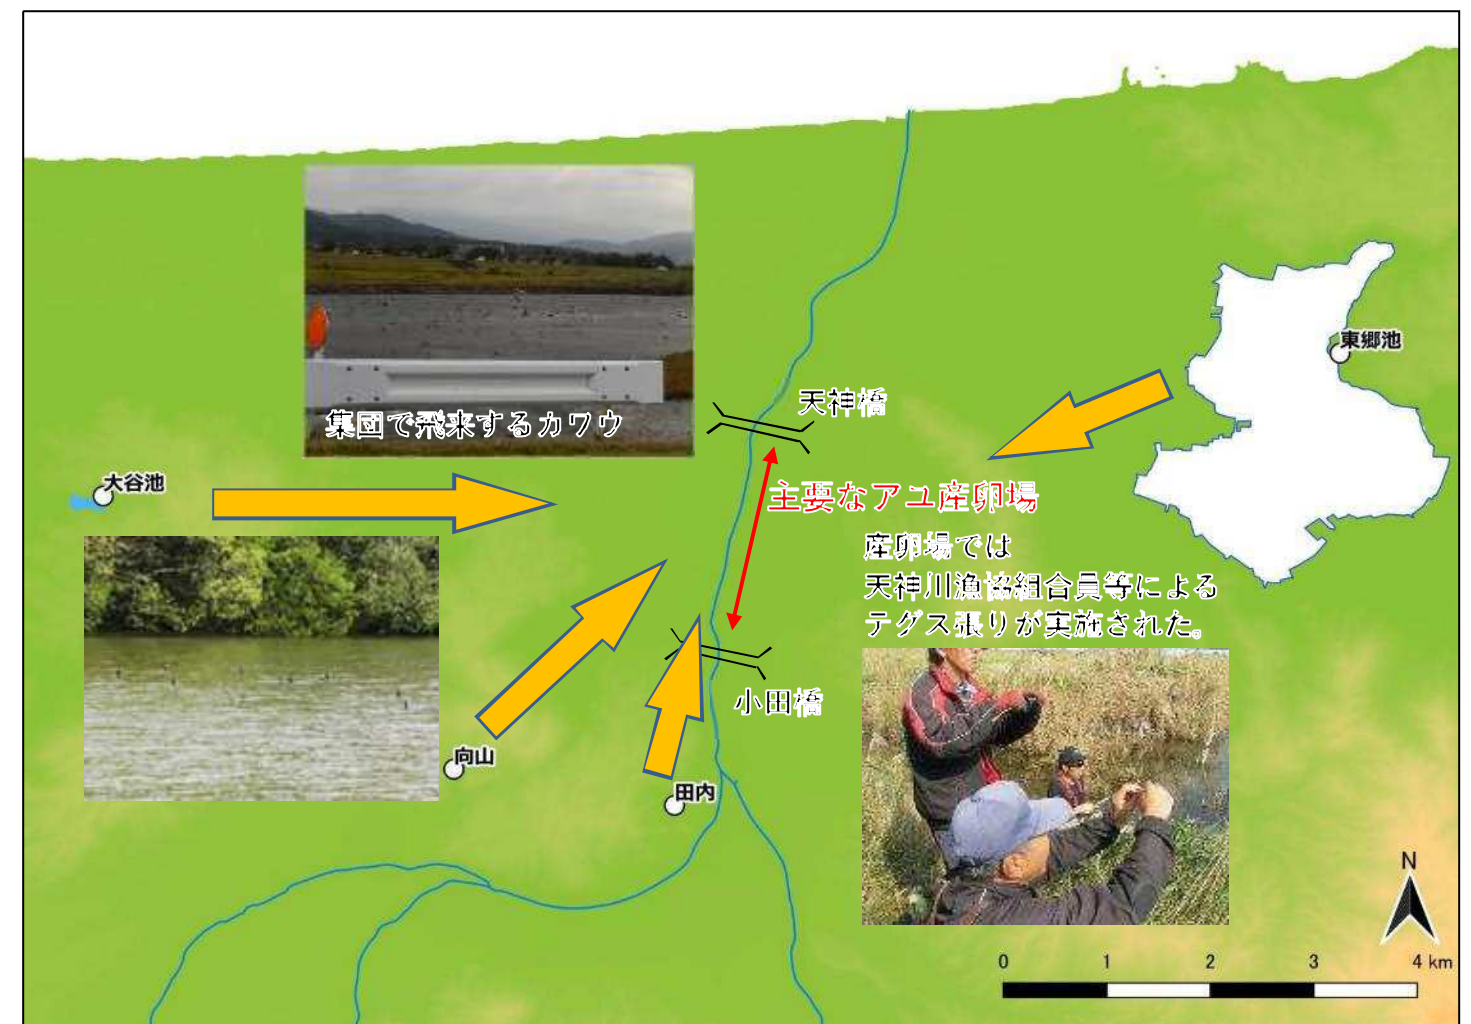 集団で飛来するカワウ
東郷池
天神橋
大谷池
主要なアユ産卵場
産卵場では
天神川漁協組合員等による
テグス張りが実施された。
小田橋
向山
田内
N
0 1 2 3 4 km